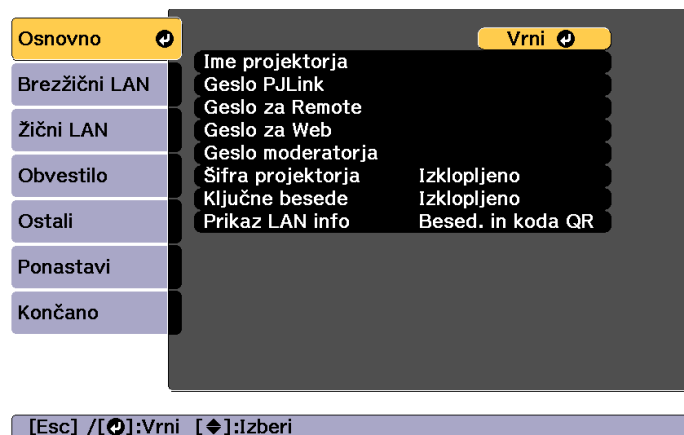 Osnovno
Brezžični LAN
Žični LAN
Obvestilo
Ostali
Ponastavi
Končano
Vrni
Ime projektorja
Geslo PJLink
Geslo za Remote
Geslo za Web
Geslo moderatorja
Šifra projektorja Izklopljeno
Ključne besede Izklopljeno
Prikaz LAN info Besed. in koda QR
[Esc] /[⏎]:Vrni [◆]:Izberi